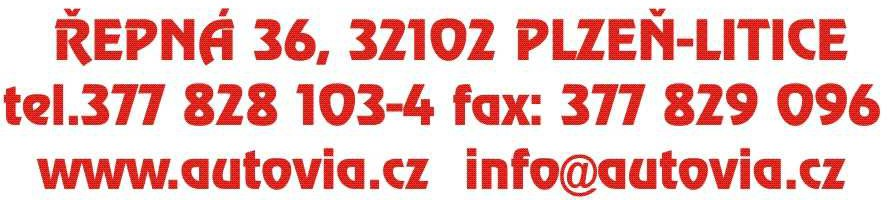 ŘEPNÁ 36, 32102 PLZEŇ-LITICE
tel.377 828 103-4 fax: 377 829 096
www.autovia.cz info@autovia.cz